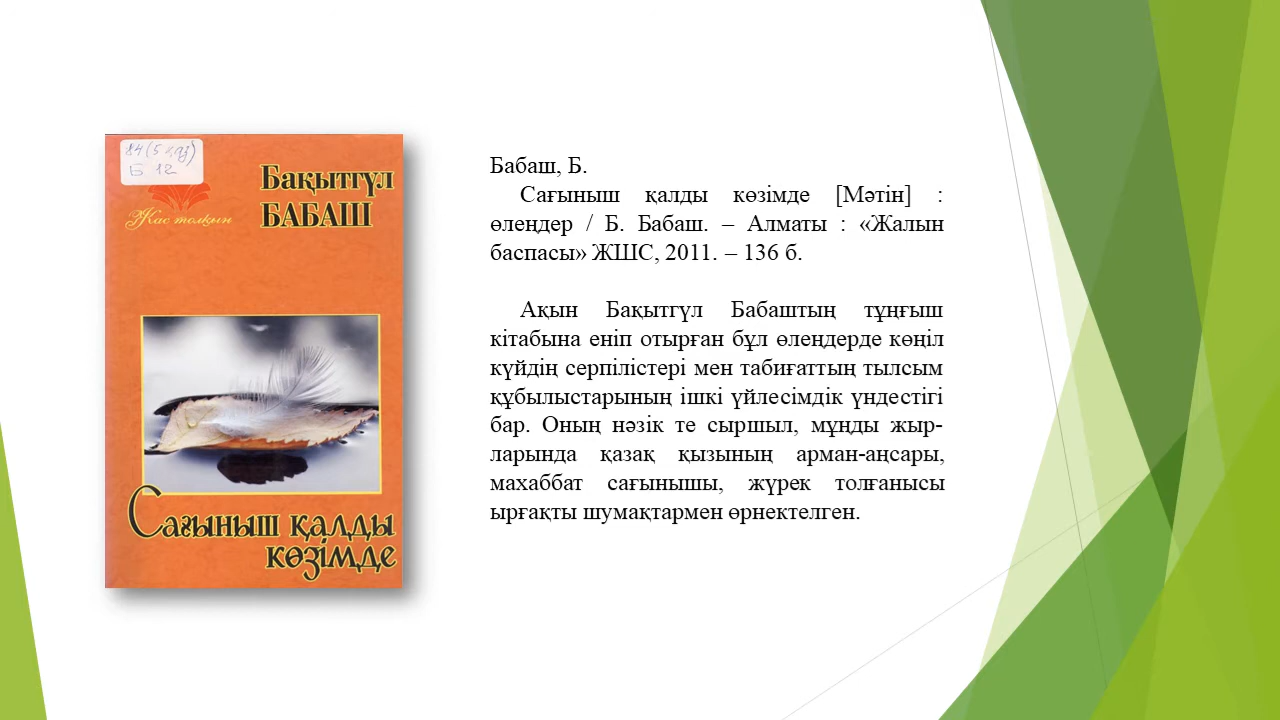 84(5 қаз)
Б 12
Жас толқын
Бақытгүл
БАБАШ
Сағыныш қалды
көзімде
Бабаш, Б.
Сағыныш қалды көзімде [Мәтін] :
өлеңдер / Б. Бабаш. – Алматы : «Жалын
баспасы» ЖШС, 2011. – 136 б.
Ақын Бақытгүл Бабаштың тұңғыш
кітабына еніп отырған бұл өлеңдерде көңіл
күйдің серпілістері мен табиғаттың тылсым
құбылыстарының ішкі үйлесімдік үндестігі
бар. Оның нәзік те сыршыл, мұңды жыр-
ларында қазақ қызының арман-аңсары,
махаббат сағынышы, жүрек толғанысы
ырғақты шумақтармен өрнектелген.